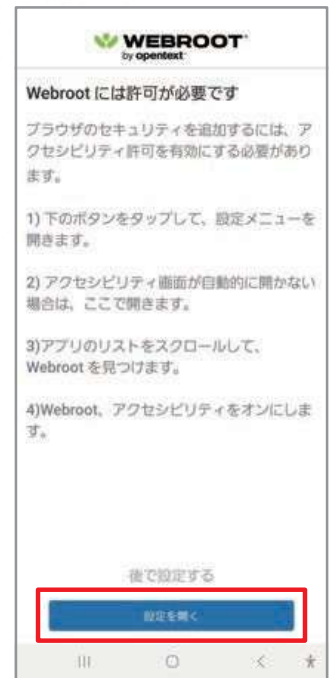 WEBROOT
by opentext
Webroot には許可が必要です
ブラウザのセキュリティを追加するには、ア
クセシビリティ許可を有効にする必要があり
ます。
1) 下のボタンをタップして、設定メニューを
開きます。
2) アクセシビリティ画面が自動的に開かない
場合は、ここで開きます。
3)アプリのリストをスクロールして、
Webroot を見つけます。
4)Webroot、アクセシビリティをオンにしま
す。
後で設定する
設定を開く